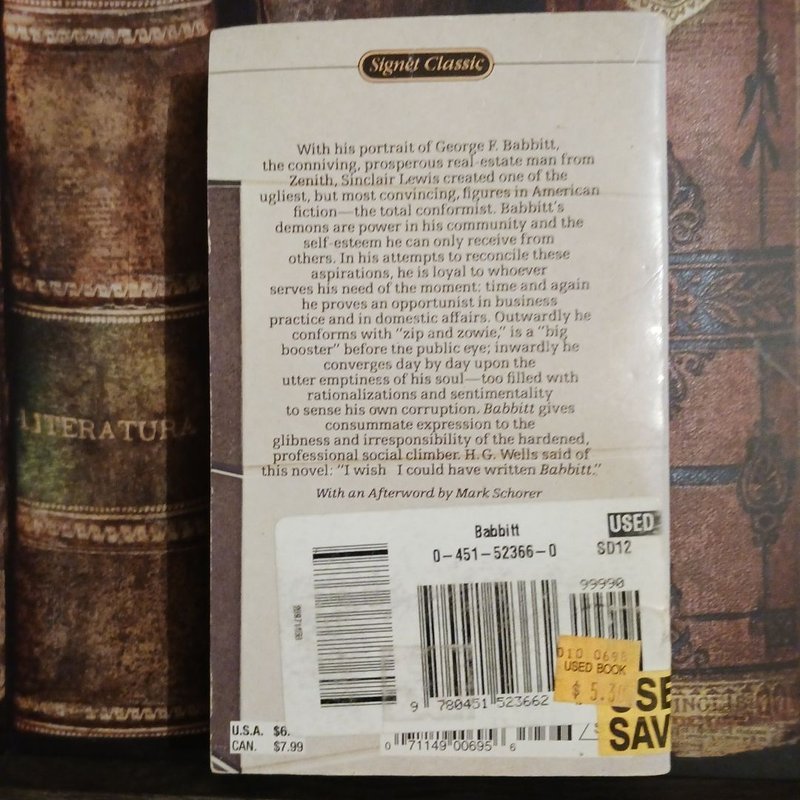 Signet Classic
With his portrait of George F. Babbitt,
the conniving, prosperous real-estate man from
Zenith, Sinclair Lewis created one of the
ugliest, but most convincing, figures in American
fiction—the total conformist. Babbitt's
demons are power in his community and the
self-esteem he can only receive from
others. In his attempts to reconcile these
aspirations, he is loyal to whoever
serves his need of the moment: time and again
he proves an opportunist in business
practice and in domestic affairs. Outwardly he
conforms with "zip and zowie," is a "big
booster" before the public eye; inwardly he
converges day by day upon the
utter emptiness of his soul—too filled with
rationalizations and sentimentality
to sense his own corruption. Babbitt gives
consummate expression to the
glibness and irresponsibility of the hardened,
professional social climber. H.G. Wells said of
this novel: "I wish I could have written Babbitt."
With an Afterword by Mark Schorer
LITERATURA
Babbitt
USED
0-451-52366-0
SD12
99990
D10 0698
USED BOOK
$ 5.3
9 780451 523662
USE
SAV
U.S.A. $6.
CAN. $7.99
0 71149 00695 6